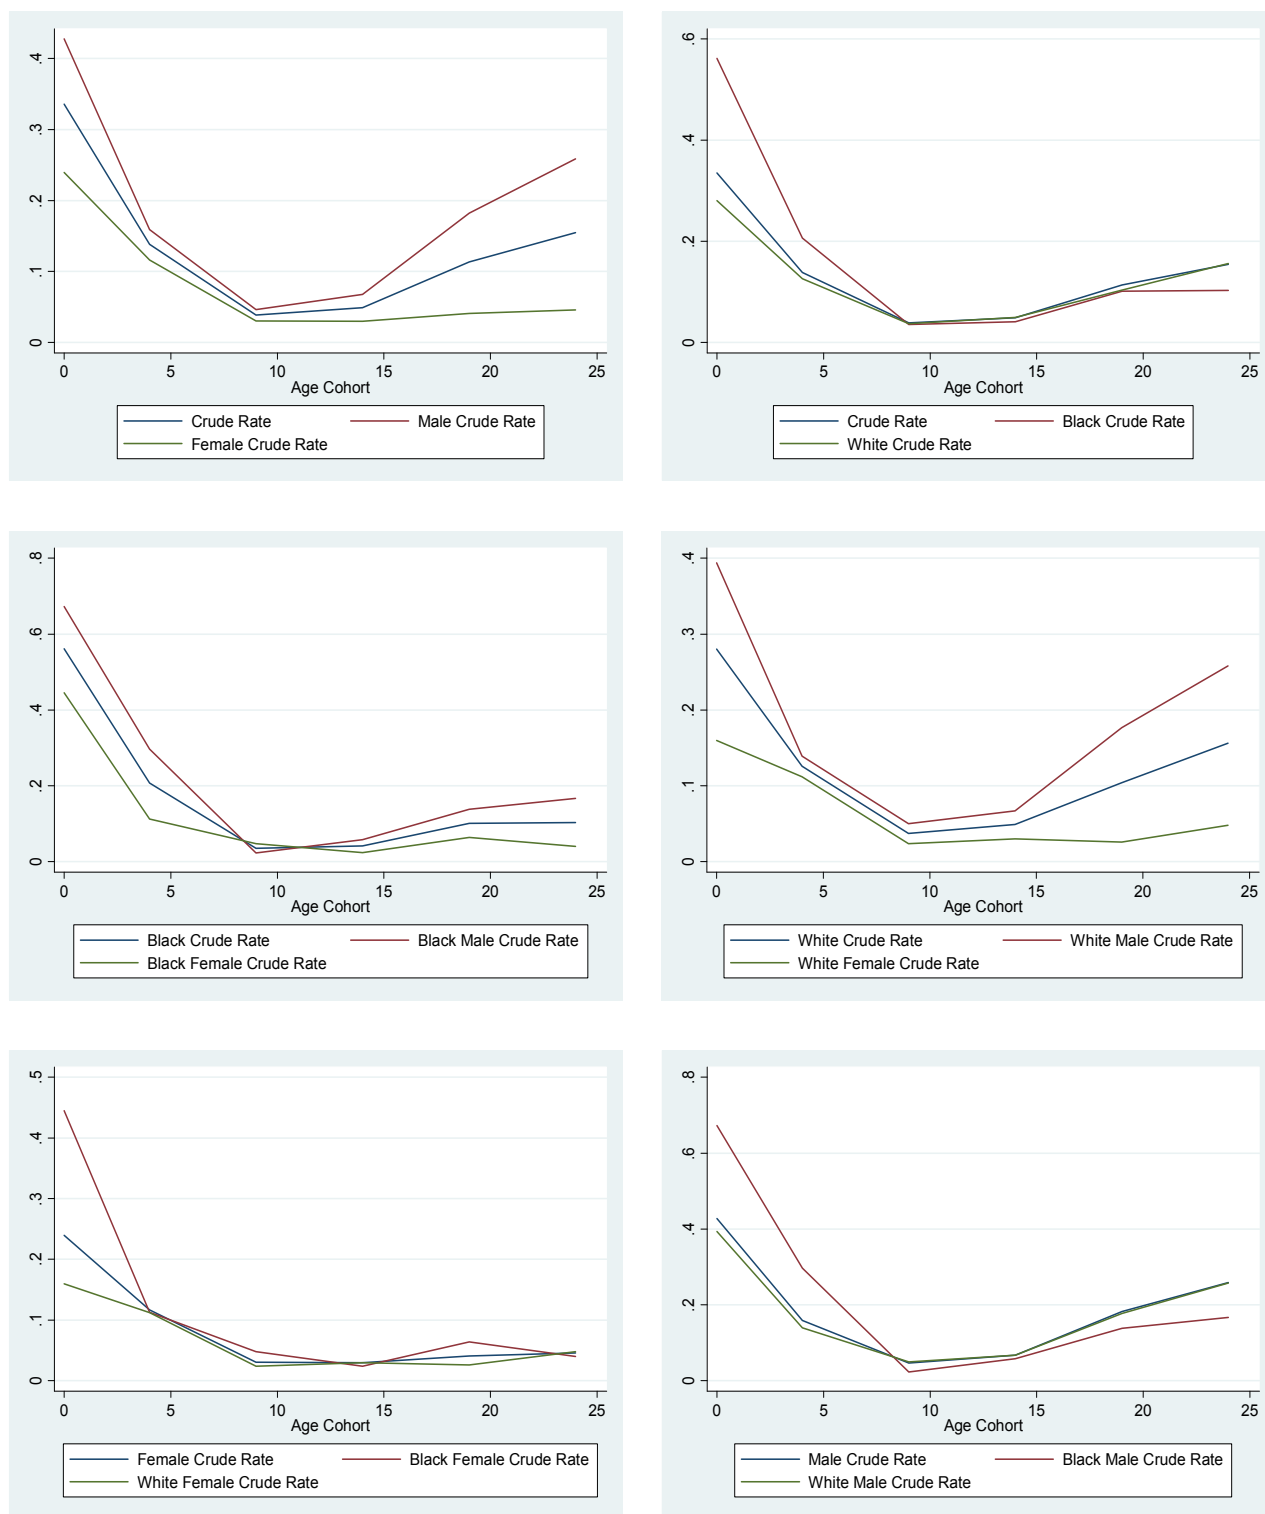 .4
.3
.2
.1
0
0 5 10 15 20 25
Age Cohort
Crude Rate Male Crude Rate
Female Crude Rate
.6
.4
.2
0
0 5 10 15 20 25
Age Cohort
Crude Rate Black Crude Rate
White Crude Rate
.8
.6
.4
.2
0
0 5 10 15 20 25
Age Cohort
Black Crude Rate Black Male Crude Rate
Black Female Crude Rate
.4
.3
.2
.1
0
0 5 10 15 20 25
Age Cohort
White Crude Rate White Male Crude Rate
White Female Crude Rate
.5
.4
.3
.2
.1
0
0 5 10 15 20 25
Age Cohort
Female Crude Rate Black Female Crude Rate
White Female Crude Rate
.8
.6
.4
.2
0
0 5 10 15 20 25
Age Cohort
Male Crude Rate Black Male Crude Rate
White Male Crude Rate